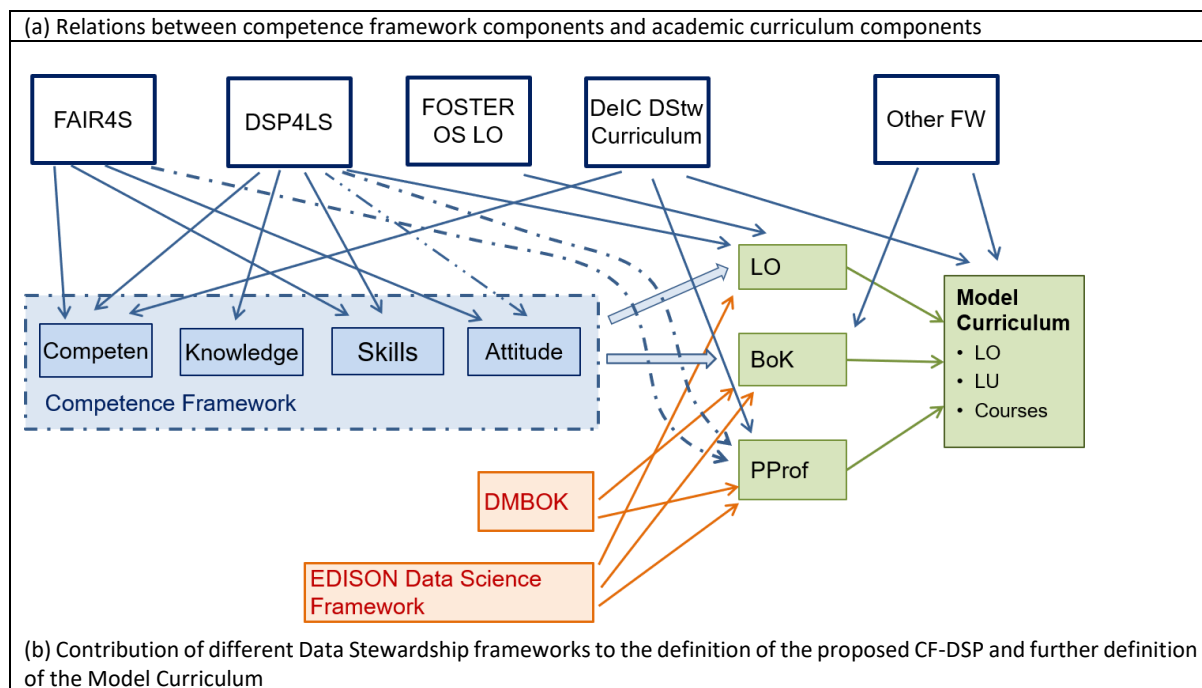 (a) Relations between competence framework components and academic curriculum components
FAIR4S
DSP4LS
FOSTER
OS LO
DeIC DStw
Curriculum
Other FW
LO
Model
Curriculum
• LO
• LU
• Courses
Competen
Knowledge
Skills
Attitude
Competence Framework
BoK
PProf
DMBOK
EDISON Data Science
Framework
(b) Contribution of different Data Stewardship frameworks to the definition of the proposed CF-DSP and further definition
of the Model Curriculum